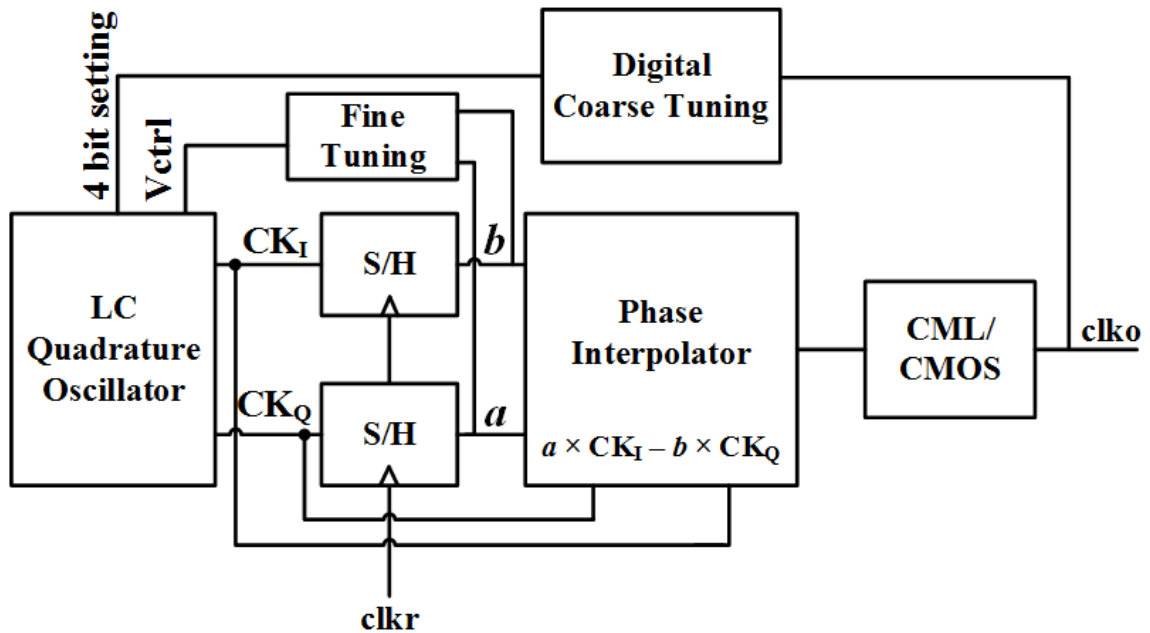 4 bit setting
Vctrl
Digital
Coarse Tuning
Fine
Tuning
CKI
S/H
b
LC
Quadrature
Oscillator
Phase
Interpolator
CML/
CMOS
clko
CKQ
S/H
a
a × CKI – b × CKQ
clkr